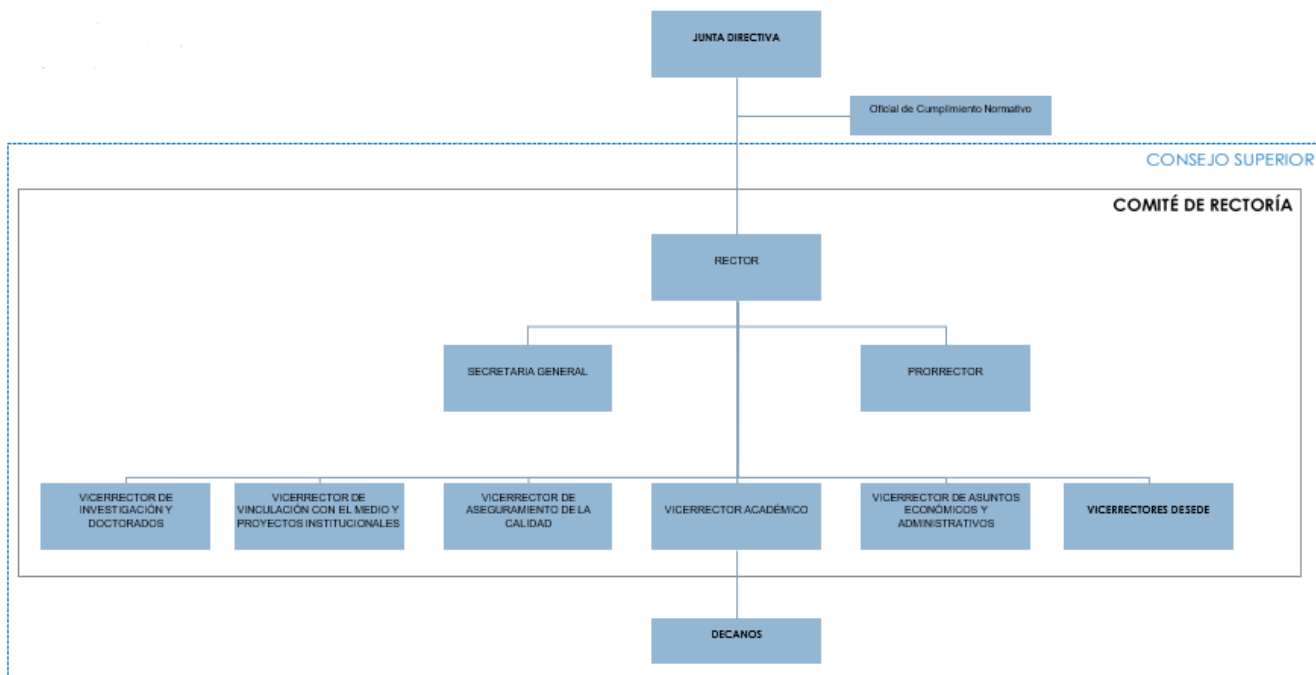 JUNTA DIRECTIVA
Oficial de Cumplimiento Normativo
CONSEJO SUPERIOR
COMITÉ DE RECTORÍA
RECTOR
SECRETARIA GENERAL
PRORRECTOR
VICERRECTOR DE
INVESTIGACIÓN Y
DOCTORADOS
VICERRECTOR DE
VINCULACIÓN CON EL MEDIO Y
PROYECTOS INSTITUCIONALES
VICERRECTOR DE
ASEGURAMIENTO DE LA
CALIDAD
VICERRECTOR ACADÉMICO
VICERRECTOR DE ASUNTOS
ECONÓMICOS Y
ADMINISTRATIVOS
VICERRECTORES DE SEDE
DECANOS